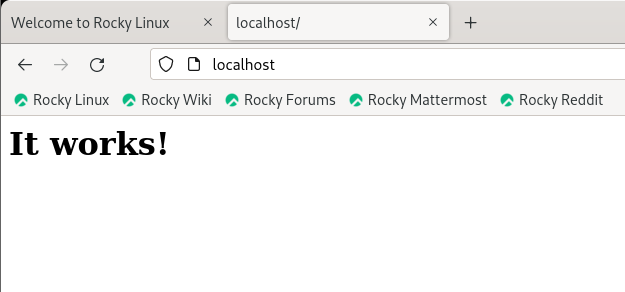 Welcome to Rocky Linux localhost/
localhost
Rocky Linux Rocky Wiki Rocky Forums Rocky Mattermost Rocky Reddit
It works!